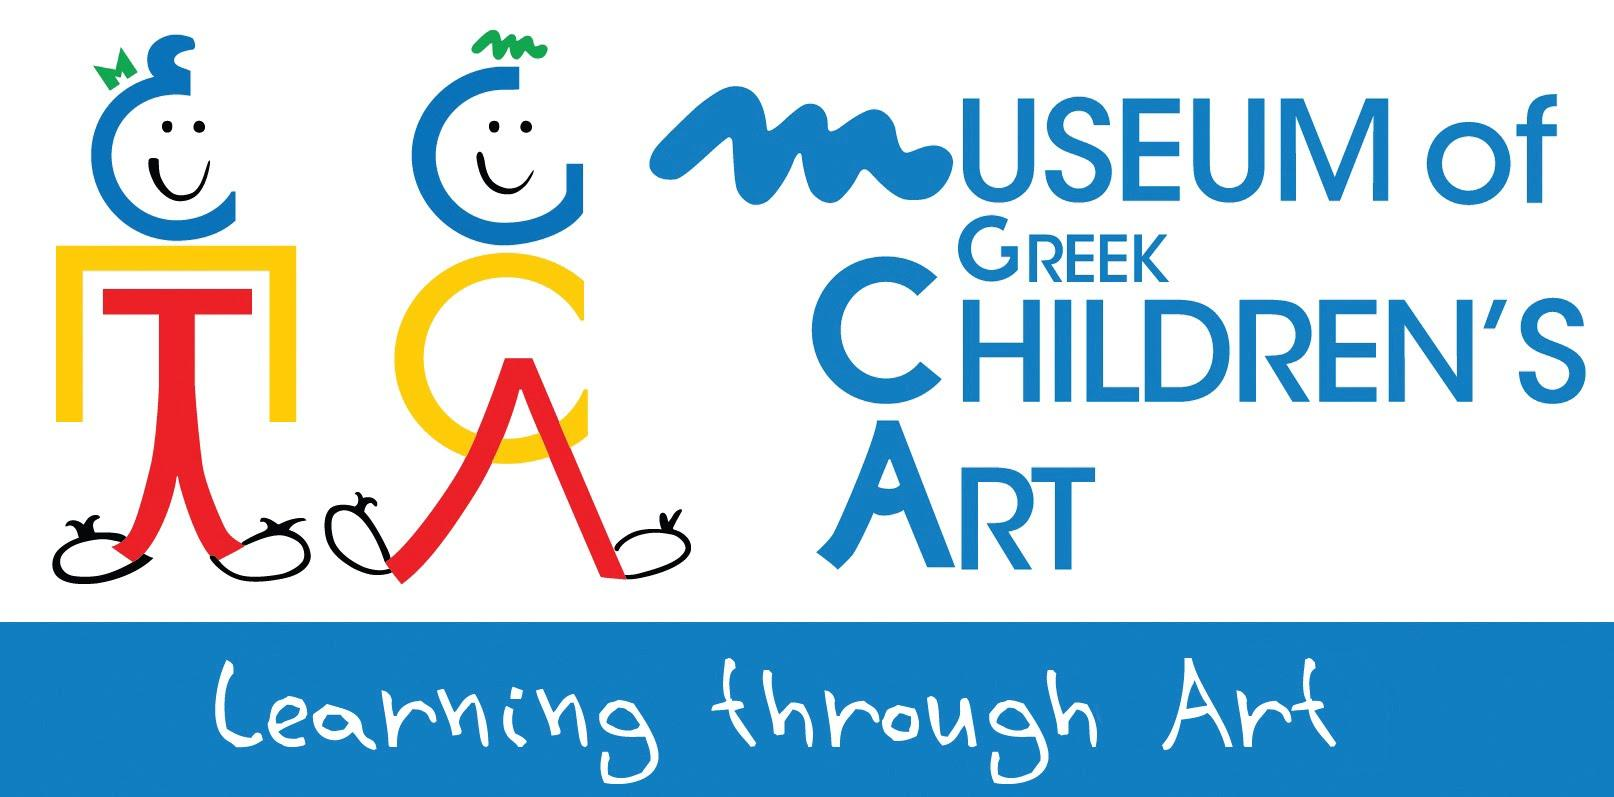 museum of
Greek
Children's
Art
Learning through Art